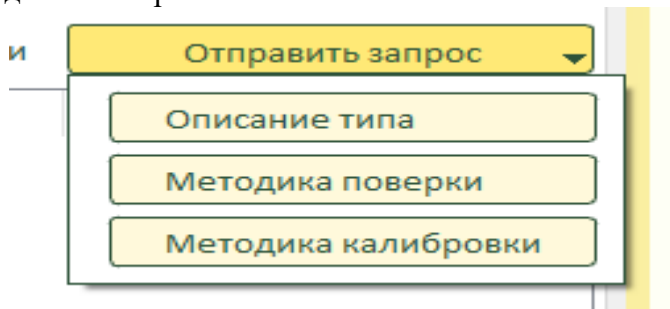 и Отправить запрос
Описание типа
Методика поверки
Методика калибровки